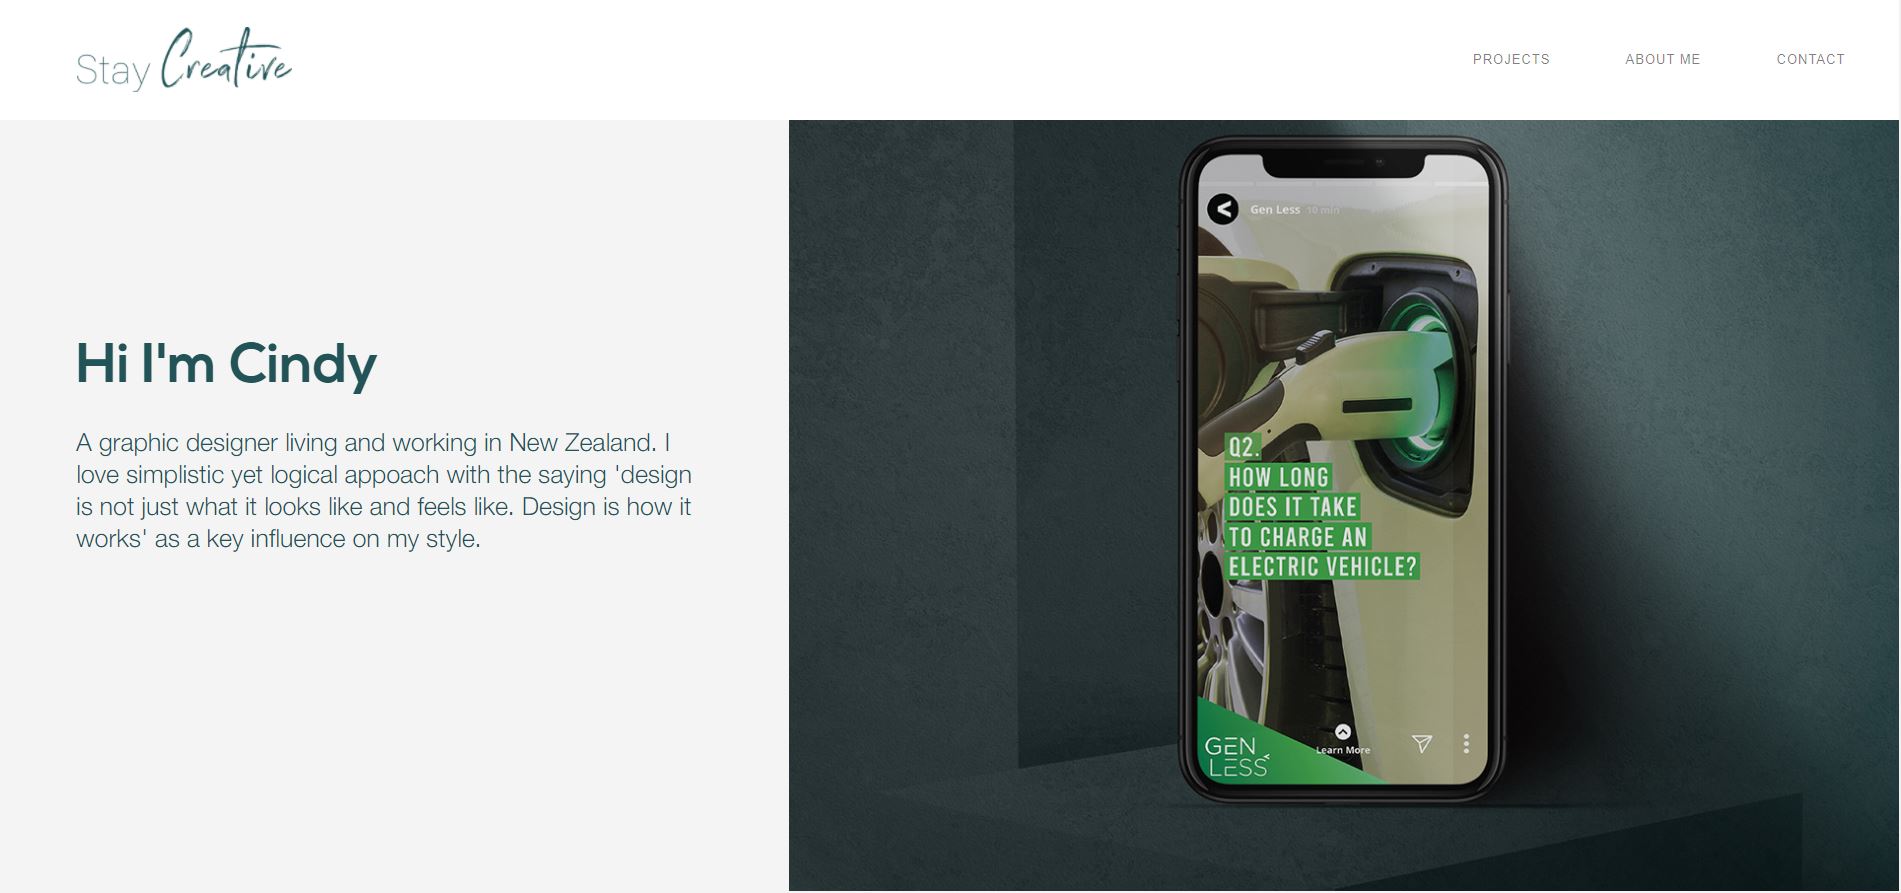 Stay Creative
PROJECTS
ABOUT ME
CONTACT
Hi I'm Cindy
A graphic designer living and working in New Zealand. I
love simplistic yet logical appoach with the saying 'design
is not just what it looks like and feels like. Design is how it
works' as a key influence on my style.
Gen Less 10 min
Q2.
HOW LONG
DOES IT TAKE
TO CHARGE AN
ELECTRIC VEHICLE?
Learn More
GEN
LESS